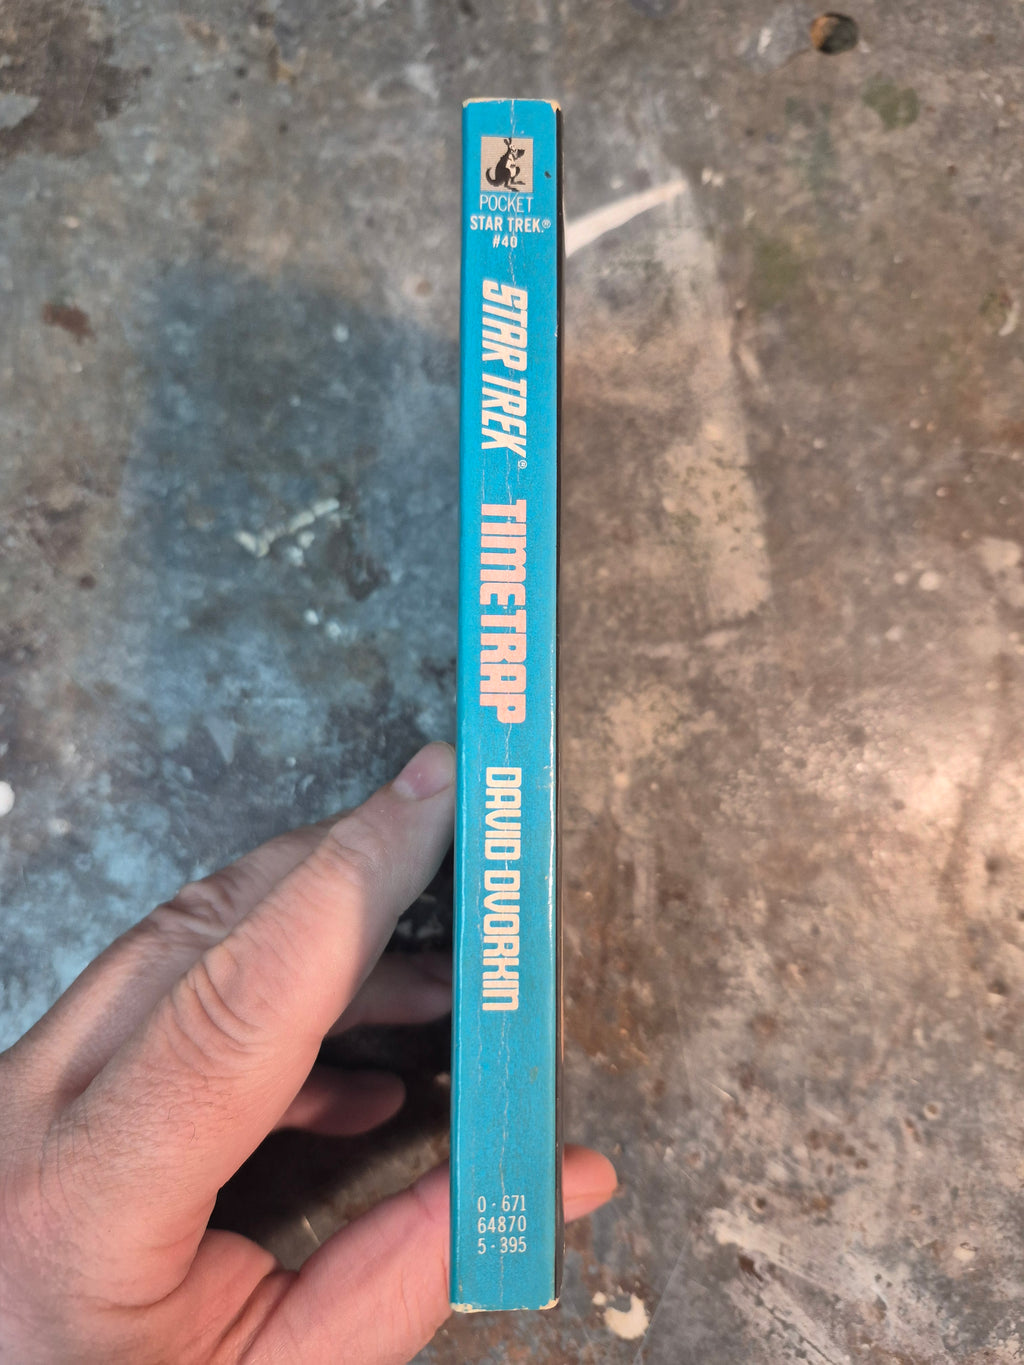 POCKET
STAR TREK®
#40
STAR TREK®
TIMETRAP
DAVID DVORKIN
0-671
64870
5-395